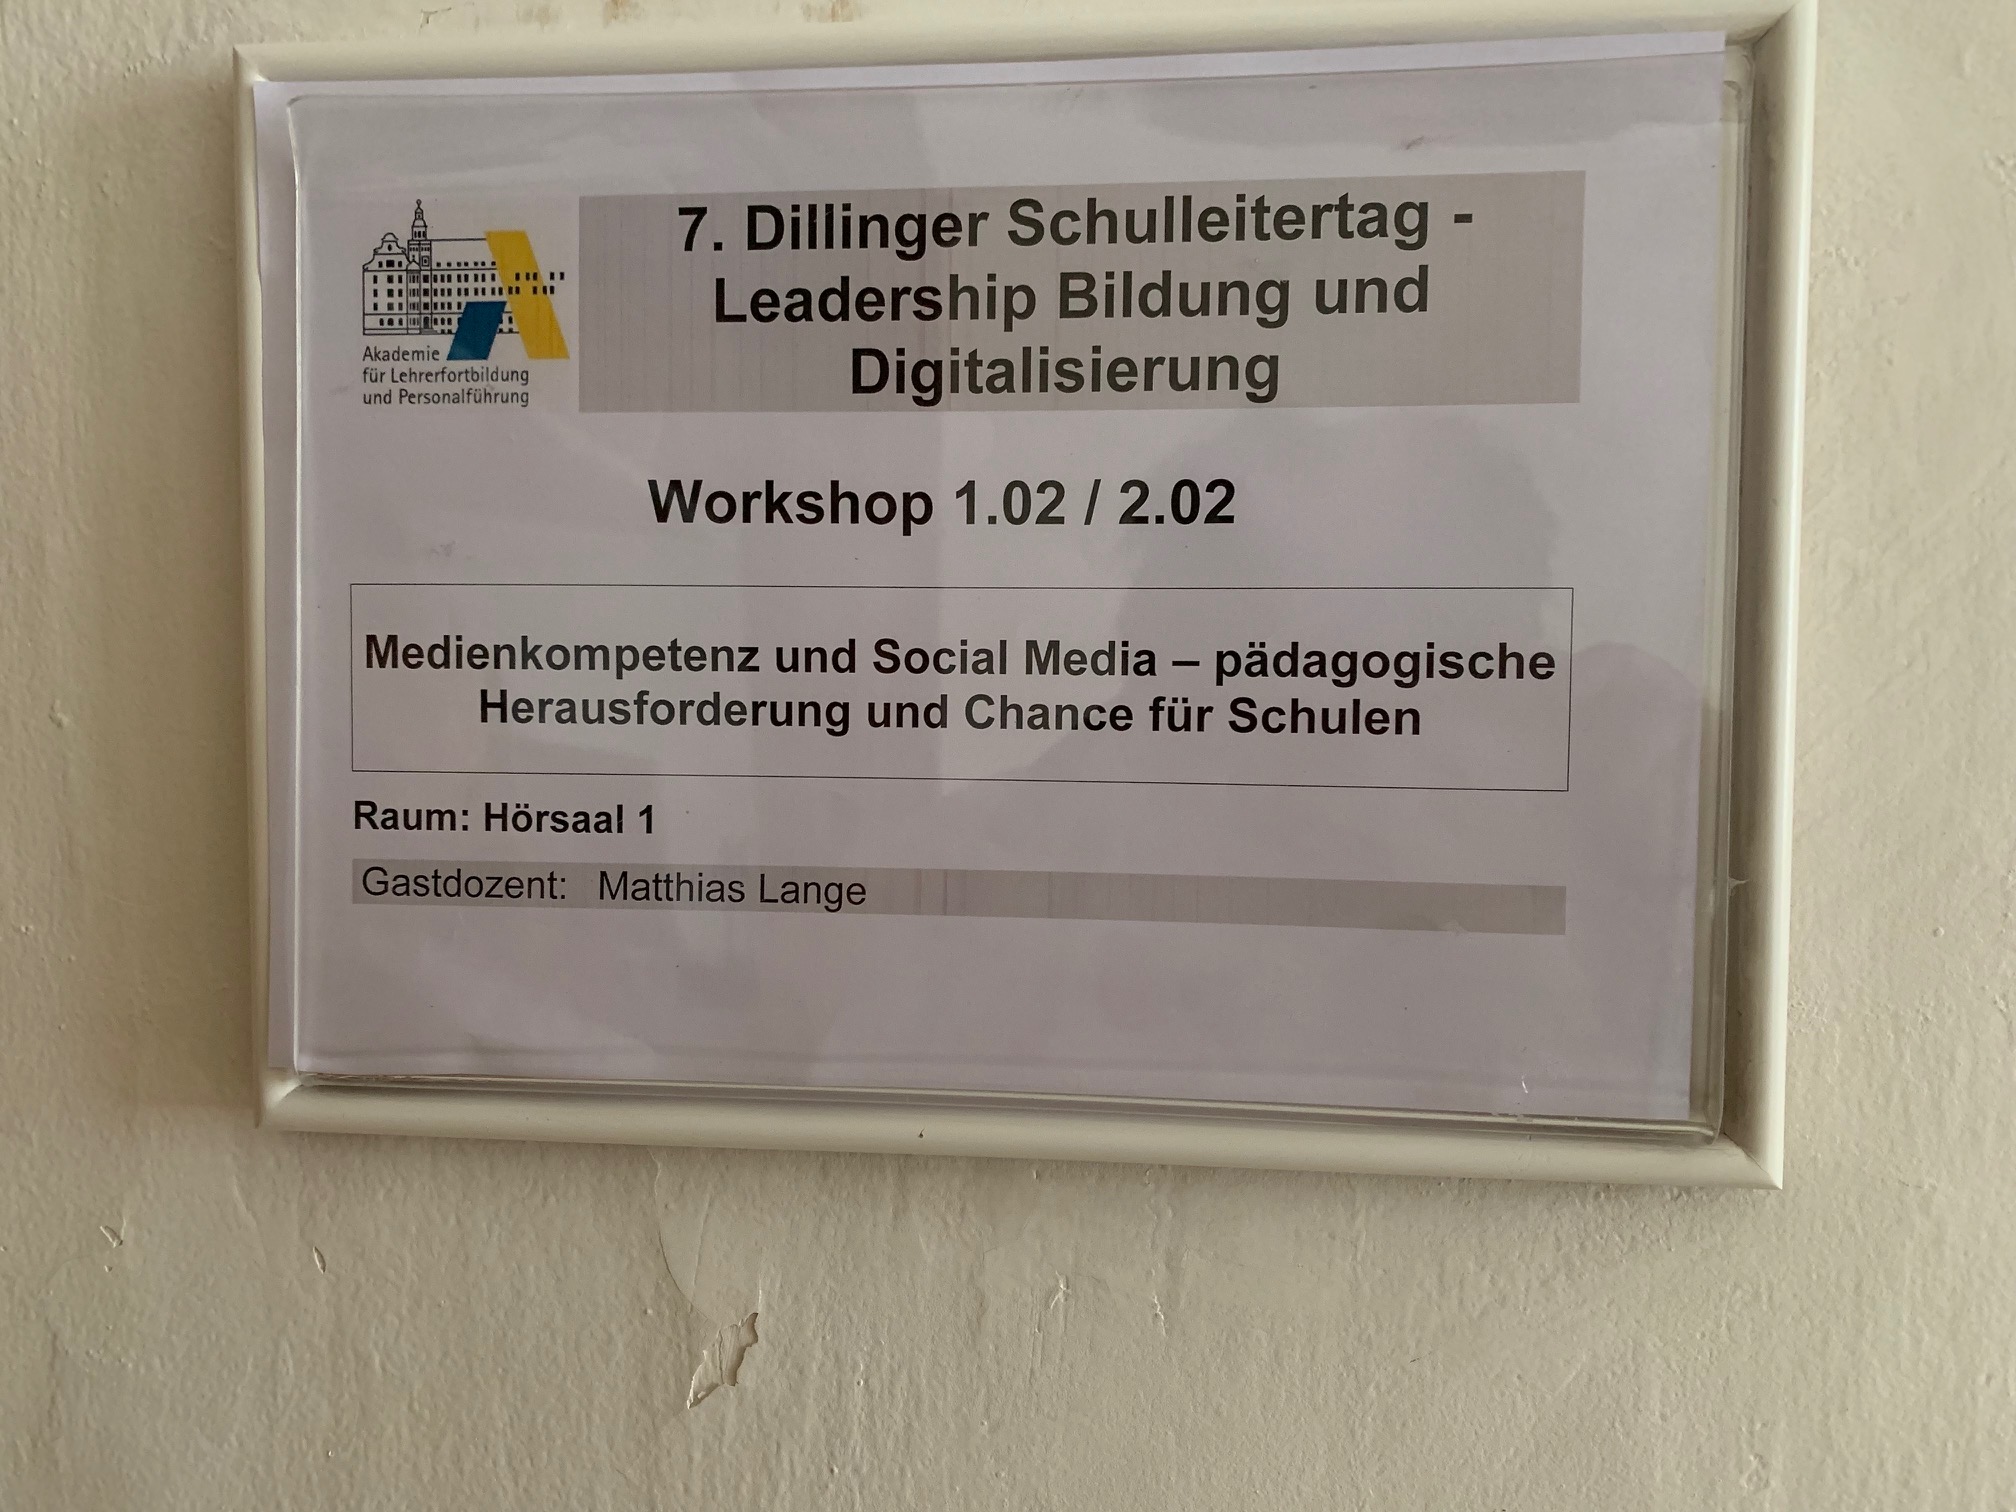 Akademie
für Lehrerfortbildung
und Personalführung
7. Dillinger Schulleitertag -
Leadership Bildung und
Digitalisierung
Workshop 1.02 / 2.02
Medienkompetenz und Social Media – pädagogische
Herausforderung und Chance für Schulen
Raum: Hörsaal 1
Gastdozent: Matthias Lange